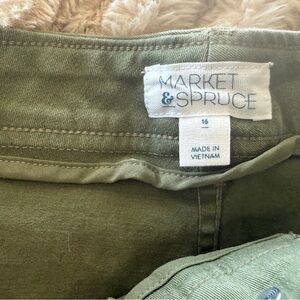 MARKET
&SPRUCE
16
MADE IN
VIETNAM